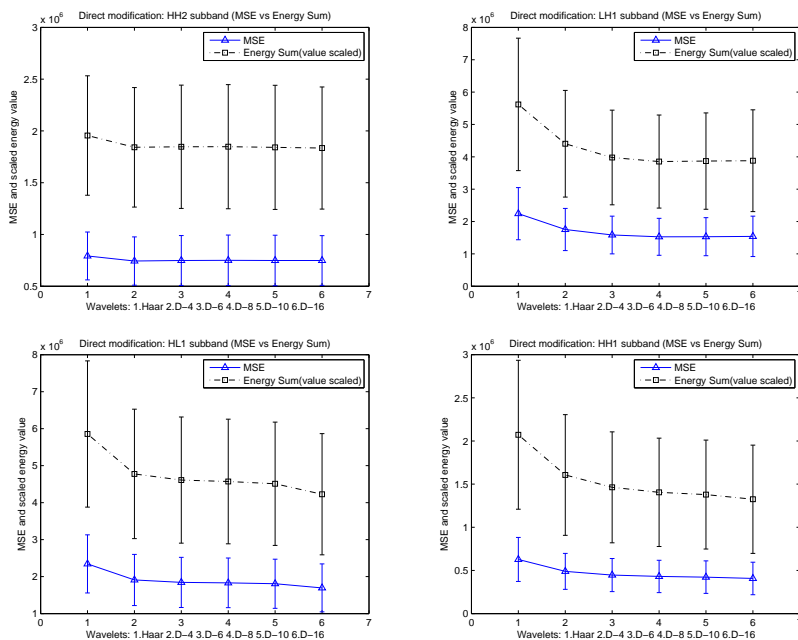 Direct modification: HH2 subband (MSE vs Energy Sum)
x 10^6
MSE
Energy Sum(value scaled)
MSE and scaled energy value
3
2.5
2
1.5
1
0.5
0 1 2 3 4 5 6 7
Wavelets: 1.Haar 2.D−4 3.D−6 4.D−8 5.D−10 6.D−16
Direct modification: LH1 subband (MSE vs Energy Sum)
x 10^6
MSE
Energy Sum(value scaled)
MSE and scaled energy value
8
7
6
5
4
3
2
1
0
0 1 2 3 4 5 6 7
Wavelets: 1.Haar 2.D−4 3.D−6 4.D−8 5.D−10 6.D−16
Direct modification: HL1 subband (MSE vs Energy Sum)
x 10^6
MSE
Energy Sum(value scaled)
MSE and scaled energy value
8
7
6
5
4
3
2
1
0 1 2 3 4 5 6 7
Wavelets: 1.Haar 2.D−4 3.D−6 4.D−8 5.D−10 6.D−16
Direct modification: HH1 subband (MSE vs Energy Sum)
x 10^6
MSE
Energy Sum(value scaled)
MSE and scaled energy value
3
2.5
2
1.5
1
0.5
0
0 1 2 3 4 5 6 7
Wavelets: 1.Haar 2.D−4 3.D−6 4.D−8 5.D−10 6.D−16